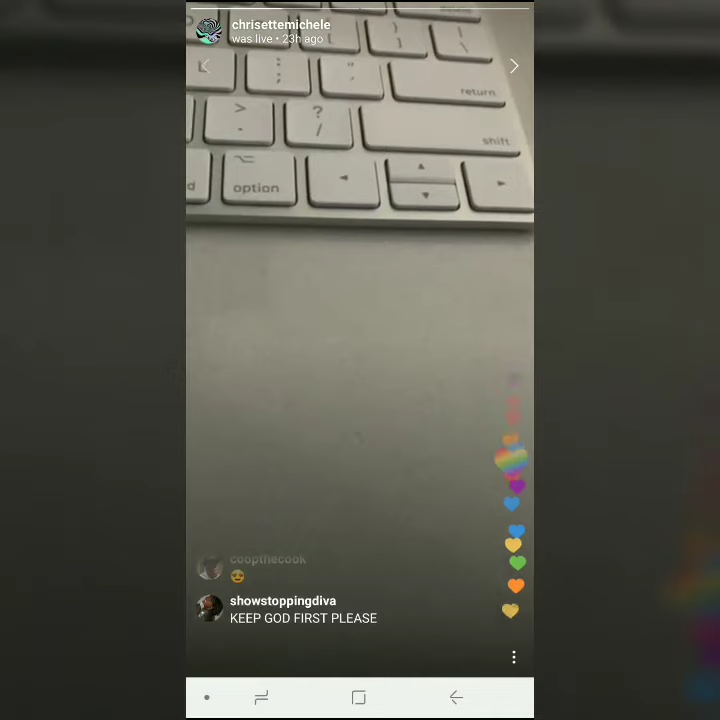 chrisettemichele
was live • 23h ago
return
shift
option
coopthecook
showstoppingdiva
KEEP GOD FIRST PLEASE